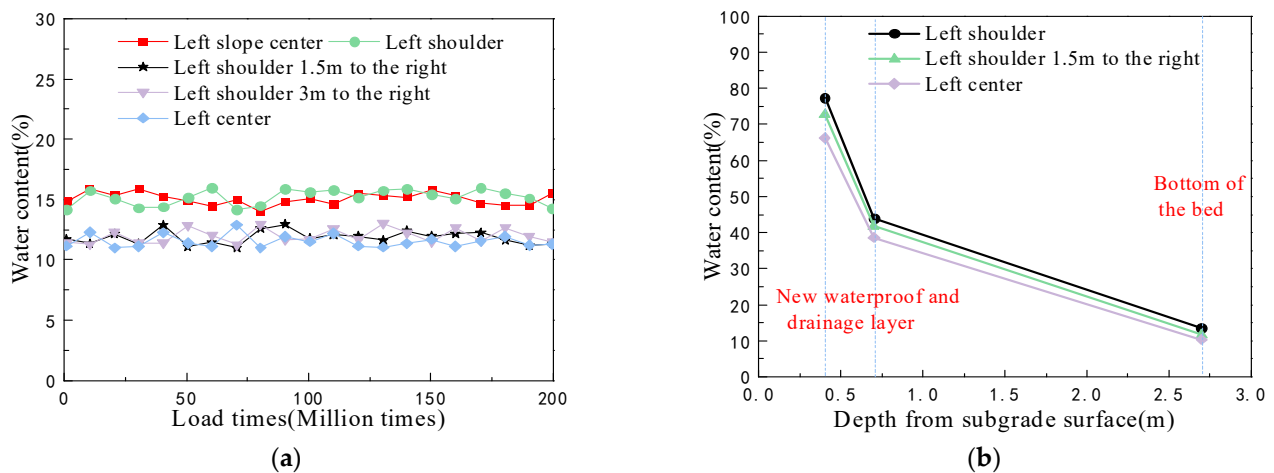 30
25
20
15
10
5
0
Water content(%)
Left slope center
Left shoulder
Left shoulder 1.5m to the right
Left shoulder 3m to the right
Left center
0
50
100
150
200
Load times(Million times)
(a)
100
90
80
70
60
50
40
30
20
10
0
Water content(%)
Left shoulder
Left shoulder 1.5m to the right
Left center
Bottom of
the bed
New waterproof and
drainage layer
0.0
0.5
1.0
1.5
2.0
2.5
3.0
Depth from subgrade surface(m)
(b)